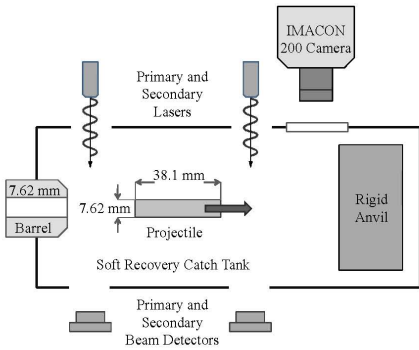 IMACON
200 Camera
Primary and
Secondary
Lasers
38.1 mm
7.62 mm
7.62 mm
Barrel
Projectile
Rigid
Anvil
Soft Recovery Catch Tank
Primary and
Secondary
Beam Detectors